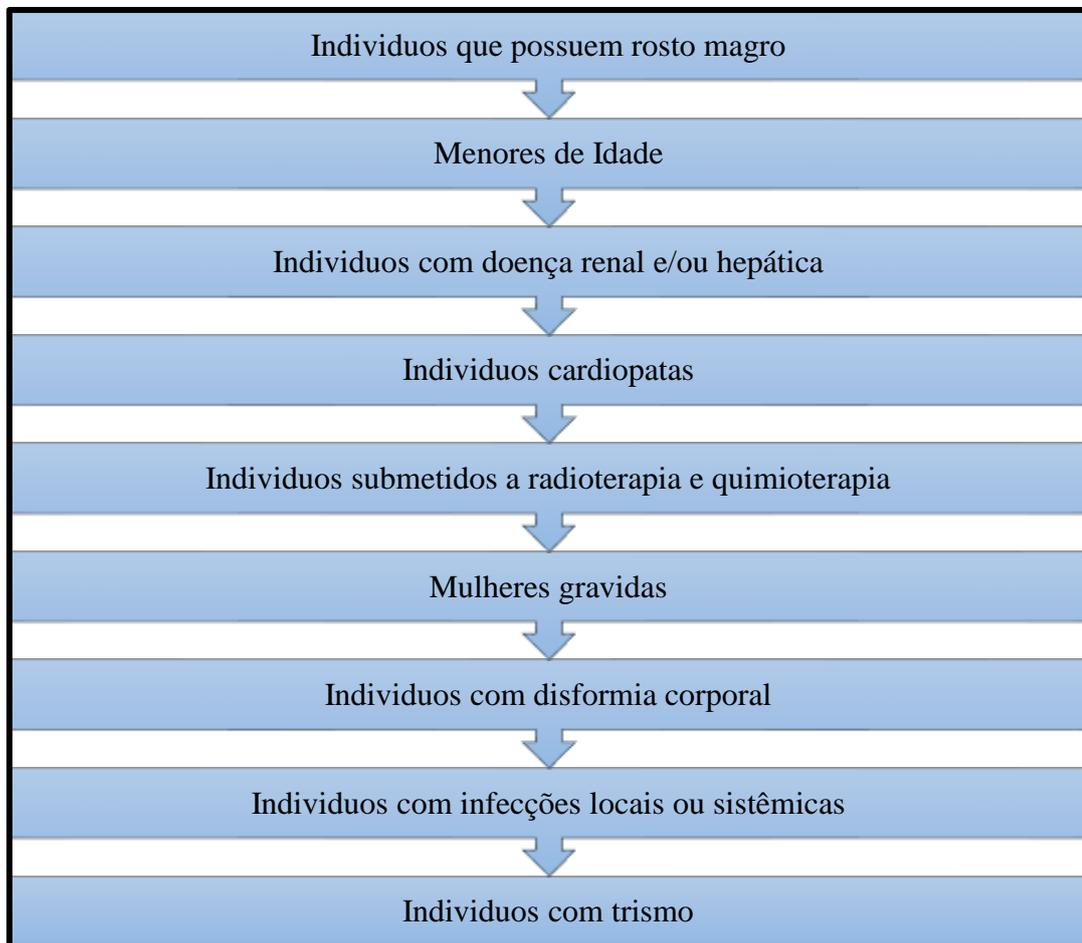 Individuos que possuem rosto magro
Menores de Idade
Individuos com doença renal e/ou hepática
Individuos cardiopatas
Individuos submetidos a radioterapia e quimioterapia
Mulheres gravidas
Individuos com disformia corporal
Individuos com infecções locais ou sistêmicas
Individuos com trismo